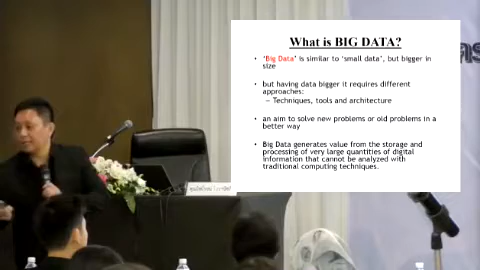 What is BIG DATA?
• 'Big Data' is similar to 'small data', but bigger in
size
• but having data bigger it requires different
approaches:
– Techniques, tools and architecture
• an aim to solve new problems or old problems in a
better way
• Big Data generates value from the storage and
processing of very large quantities of digital
information that cannot be analyzed with
traditional computing techniques.